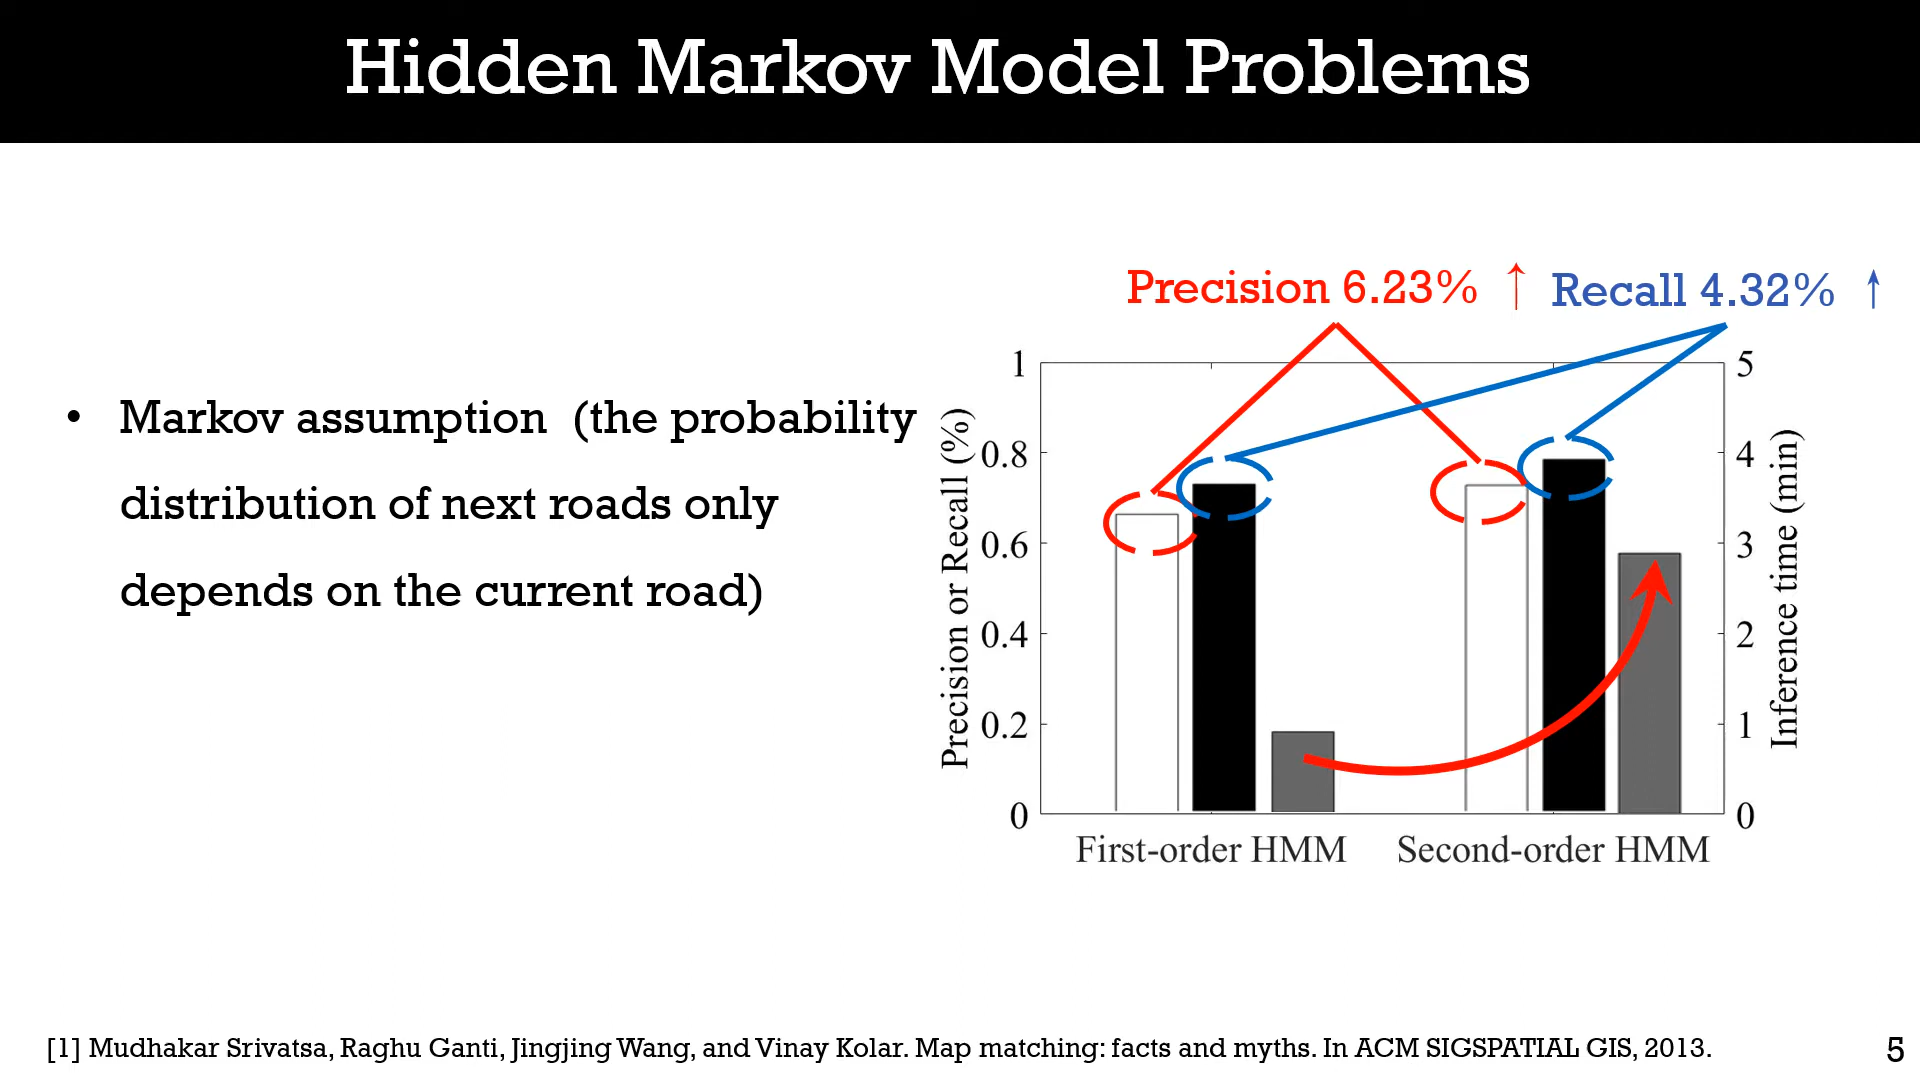 Hidden Markov Model Problems
• Markov assumption (the probability
distribution of next roads only
depends on the current road)
Precision 6.23% ↑ Recall 4.32% ↑
Precision or Recall (%)
1
0.8
0.6
0.4
0.2
0
5
4
3
2
1
0
Inference time (min)
First-order HMM
Second-order HMM
[1] Mudhakar Srivatsa, Raghu Ganti, Jingjing Wang, and Vinay Kolar. Map matching: facts and myths. In ACM SIGSPATIAL GIS, 2013.
5